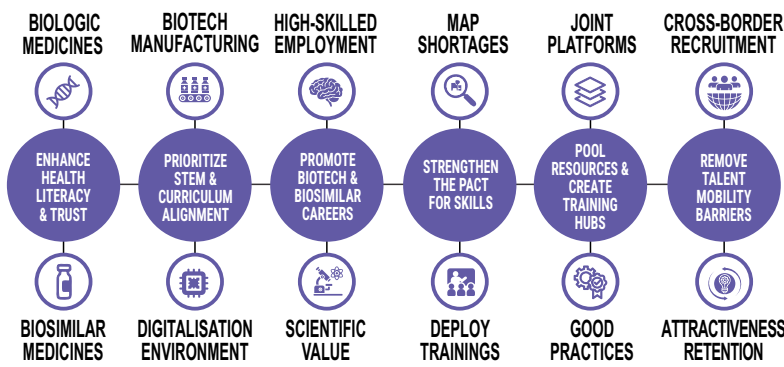 BIOLOGIC
MEDICINES
BIOTECH
MANUFACTURING
HIGH-SKILLED
EMPLOYMENT
MAP
SHORTAGES
JOINT
PLATFORMS
CROSS-BORDER
RECRUITMENT
ENHANCE
HEALTH
LITERACY
& TRUST
PRIORITIZE
STEM &
CURRICULUM
ALIGNMENT
PROMOTE
BIOTECH &
BIOSIMILAR
CAREERS
STRENGTHEN
THE PACT
FOR SKILLS
POOL
RESOURCES &
CREATE
TRAINING
HUBS
REMOVE
TALENT
MOBILITY
BARRIERS
BIOSIMILAR
MEDICINES
DIGITALISATION
ENVIRONMENT
SCIENTIFIC
VALUE
DEPLOY
TRAININGS
GOOD
PRACTICES
ATTRACTIVENESS
RETENTION